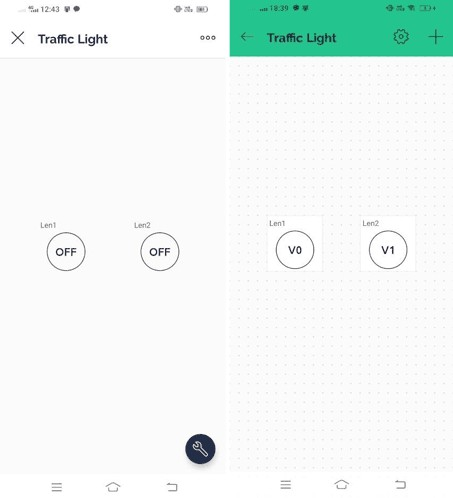 12:43
Traffic Light
Len1
Len2
OFF
OFF
18:39
Traffic Light
Len1
Len2
V0
V1